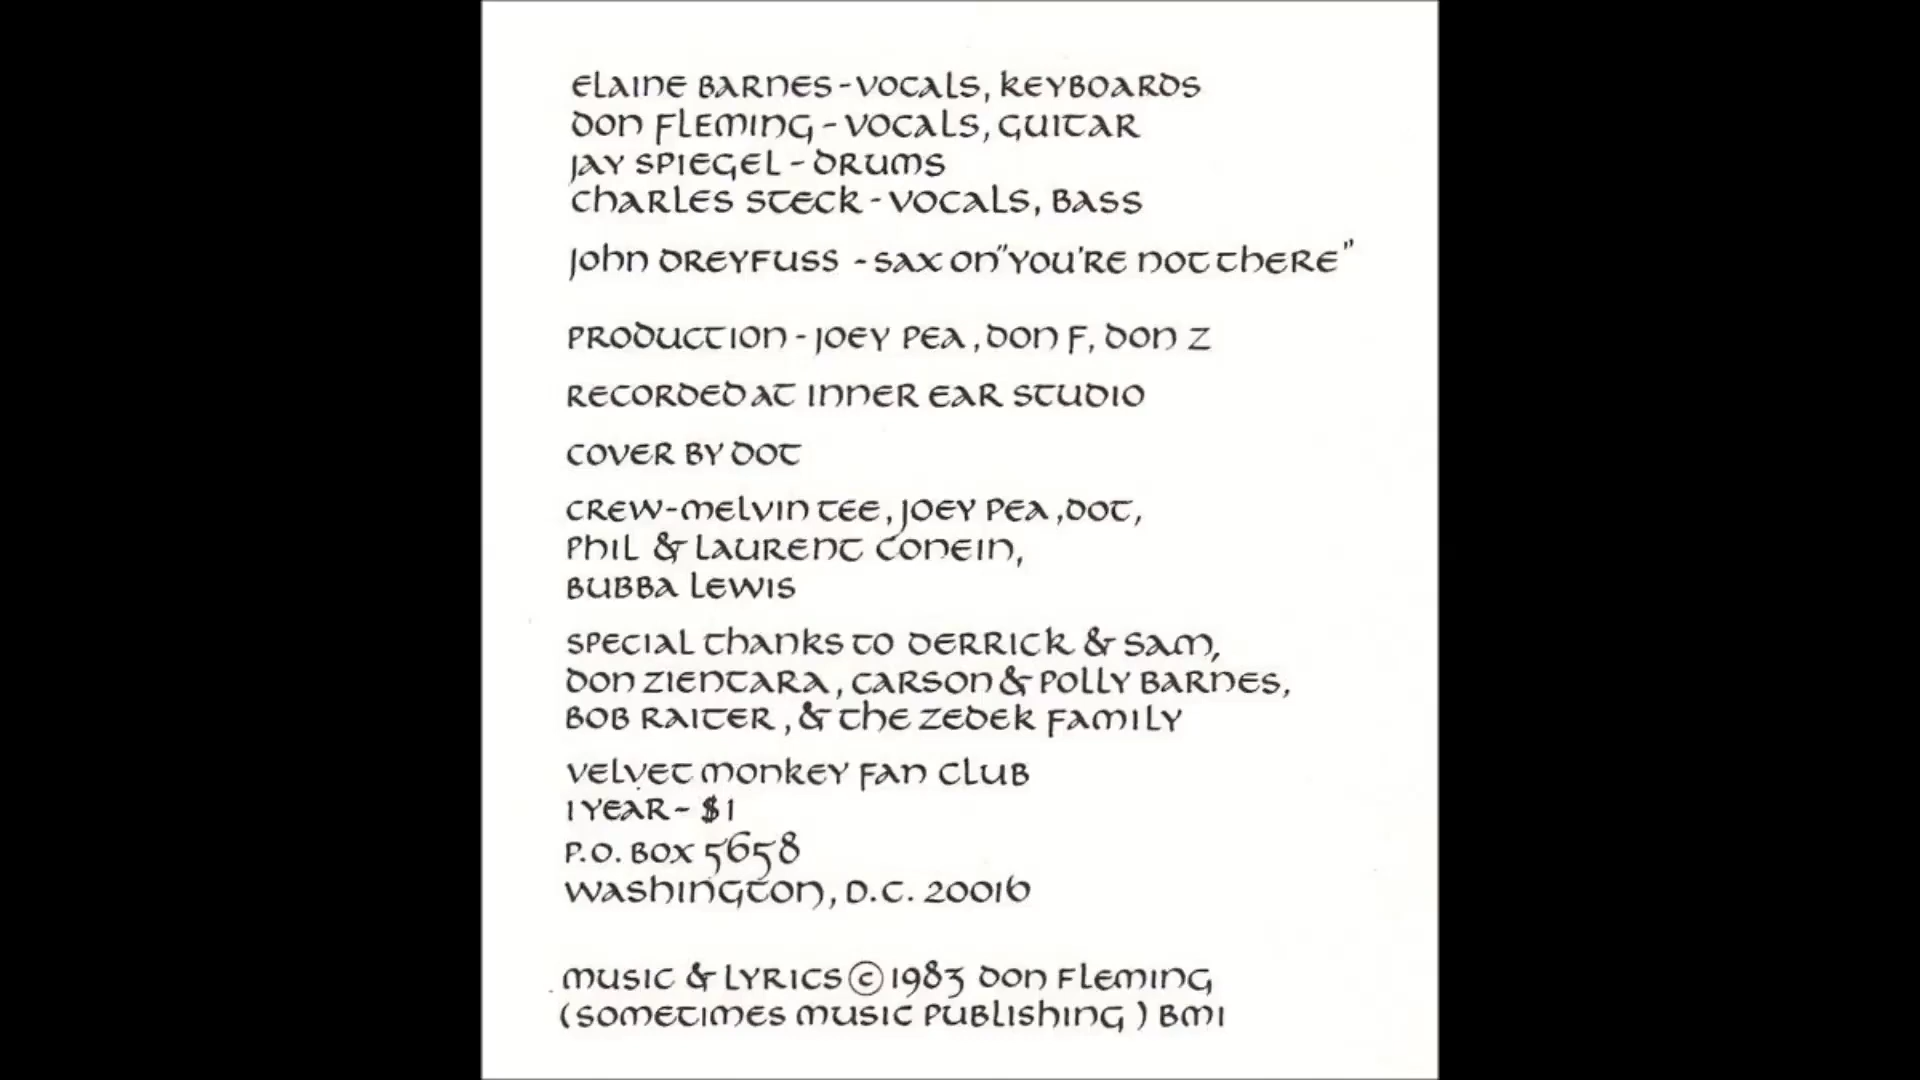 Elaine Barnes - vocals, keyboards
Don Fleming - vocals, guitar
Jay Spiegel - drums
Charles Steck - vocals, bass
John Dreyfuss - sax on "You're Not There"
Production - Joey Pea, Don F, Don Z
Recorded at Inner Ear Studio
Cover by Dot
Crew - Melvin Tee, Joey Pea, Dot,
Phil & Laurent Conein,
Bubba Lewis
Special thanks to Derrick & Sam,
Don Zientara, Carson & Polly Barnes,
Bob Raiter, & the Zedek Family
Velvet Monkey Fan Club
1 Year - $1
P.O. Box 5658
Washington, D.C. 20016
Music & Lyrics © 1983 Don Fleming
(Sometimes Music Publishing) BMI